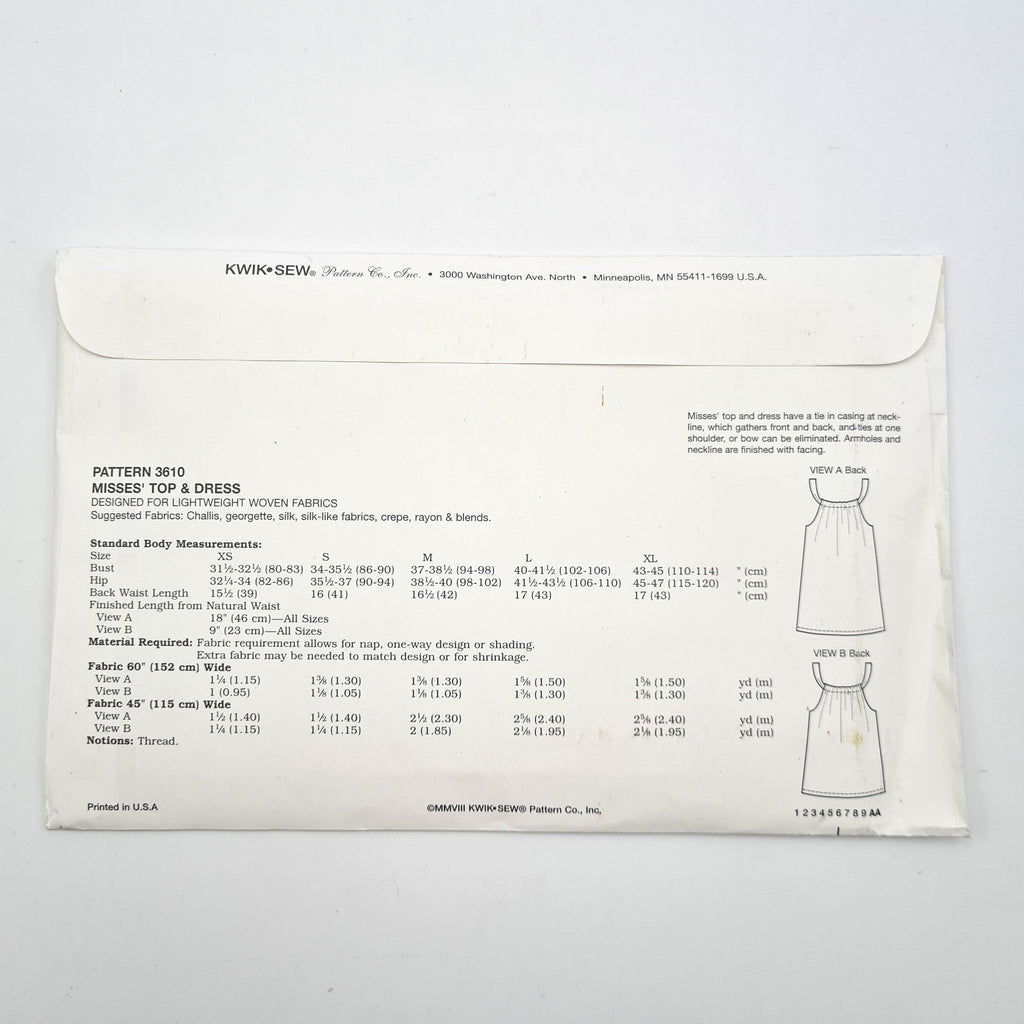 KWIK•SEW® Pattern Co., Inc. • 3000 Washington Ave. North • Minneapolis, MN 55411-1699 U.S.A.
Misses' top and dress have a tie in casing at neck-
line, which gathers front and back, and ties at one
shoulder, or bow can be eliminated. Armholes and
neckline are finished with facing.
VIEW A Back
PATTERN 3610
MISSES' TOP & DRESS
DESIGNED FOR LIGHTWEIGHT WOVEN FABRICS
Suggested Fabrics: Challis, georgette, silk, silk-like fabrics, crepe, rayon & blends.
Standard Body Measurements:
Size XS S M L XL
Bust 31½-32½ (80-83) 34-35½ (86-90) 37-38½ (94-98) 40-41½ (102-106) 43-45 (110-114) " (cm)
Hip 32¼-34 (82-86) 35½-37 (90-94) 38½-40 (98-102) 41½-43½ (106-110) 45-47 (115-120) " (cm)
Back Waist Length 15½ (39) 16 (41) 16½ (42) 17 (43) 17 (43) " (cm)
Finished Length from Natural Waist
View A 18" (46 cm)—All Sizes
View B 9" (23 cm)—All Sizes
Material Required: Fabric requirement allows for nap, one-way design or shading.
Extra fabric may be needed to match design or for shrinkage.
VIEW B Back
Fabric 60" (152 cm) Wide
View A 1¼ (1.15) 1⅜ (1.30) 1⅜ (1.30) 1⅝ (1.50) 1⅝ (1.50) yd (m)
View B 1 (0.95) 1⅛ (1.05) 1⅛ (1.05) 1⅜ (1.30) 1⅜ (1.30) yd (m)
Fabric 45" (115 cm) Wide
View A 1½ (1.40) 1½ (1.40) 2½ (2.30) 2⅝ (2.40) 2⅝ (2.40) yd (m)
View B 1¼ (1.15) 1¼ (1.15) 2 (1.85) 2⅛ (1.95) 2⅛ (1.95) yd (m)
Notions: Thread.
Printed in U.S.A
©MMVIII KWIK•SEW® Pattern Co., Inc.
1 2 3 4 5 6 7 8 9 AA